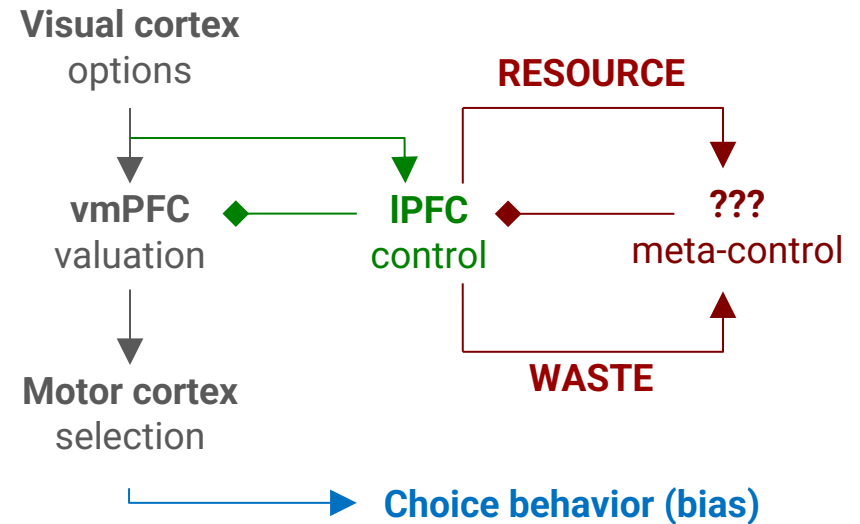 Visual cortex
options
RESOURCE
vmPFC
valuation
lPFC
control
???
meta-control
WASTE
Motor cortex
selection
Choice behavior (bias)